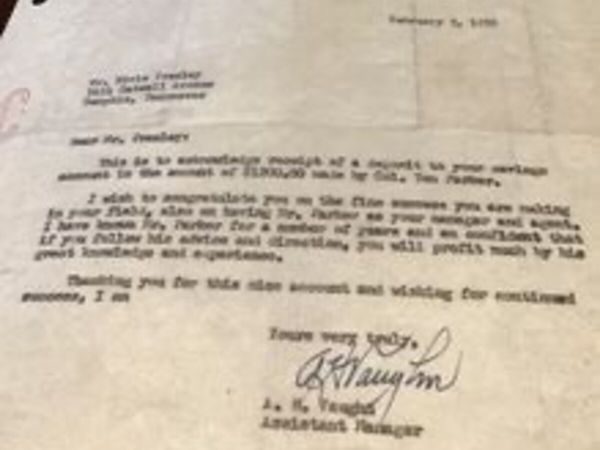 February
Mr. Elvis Presley
Avenue
Memphis, Tennessee
Dear Mr. Presley:
This is to acknowledge receipt of a deposit to your savings
account in the amount of made by Col. Tom Parker.
I wish to congratulate you on the fine success you are making
in your field, also on having Mr. Parker as your manager and agent.
I have known Mr. Parker for a number of years and am confident that
if you follow his advice and direction, you will profit much by his
great knowledge and experience.
Thanking you for this nice account and wishing for continued
success, I am
Yours very truly,
A H Vaughn
A. H. Vaughn
Assistant Manager